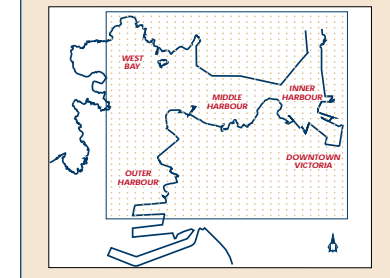 WEST
BAY
MIDDLE
HARBOUR
INNER
HARBOUR
DOWNTOWN
VICTORIA
OUTER
HARBOUR